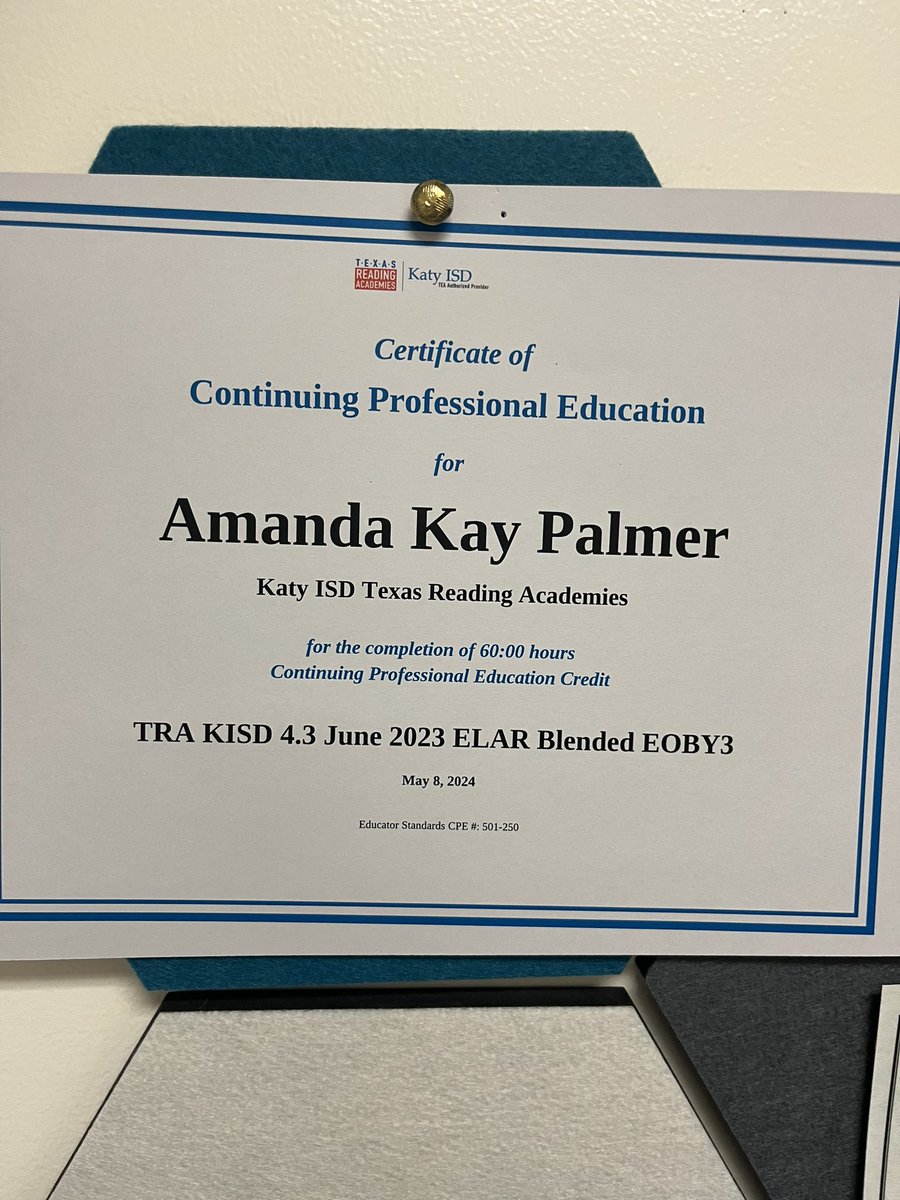 T·E·X·A·S
READING
ACADEMIES
Katy ISD
TEA Authorized Provider
Certificate of
Continuing Professional Education
for
Amanda Kay Palmer
Katy ISD Texas Reading Academies
for the completion of 60:00 hours
Continuing Professional Education Credit
TRA KISD 4.3 June 2023 ELAR Blended EOBY3
May 8, 2024
Educator Standards CPE #: 501-250